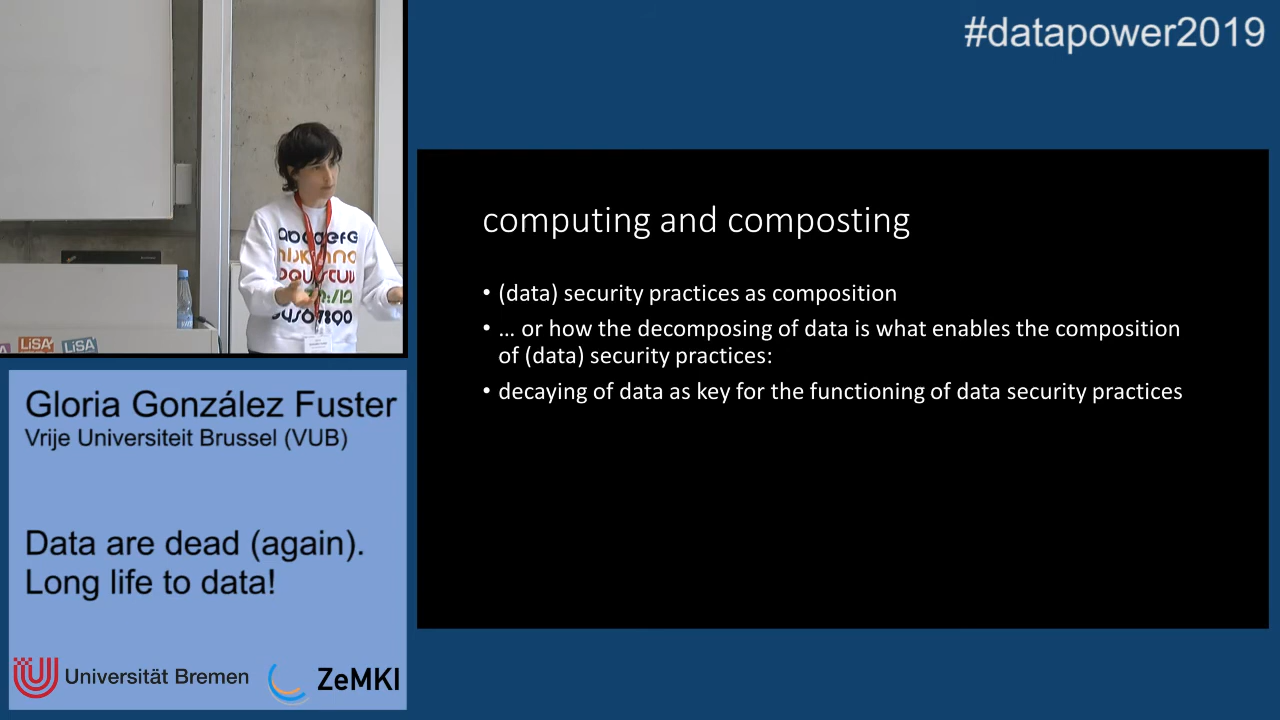 #datapower2019
computing and composting
• (data) security practices as composition
• ... or how the decomposing of data is what enables the composition
of (data) security practices:
• decaying of data as key for the functioning of data security practices
LiSA
LiSA
Gloria González Fuster
Vrije Universiteit Brussel (VUB)
Data are dead (again).
Long life to data!
Universität Bremen
ZeMKI